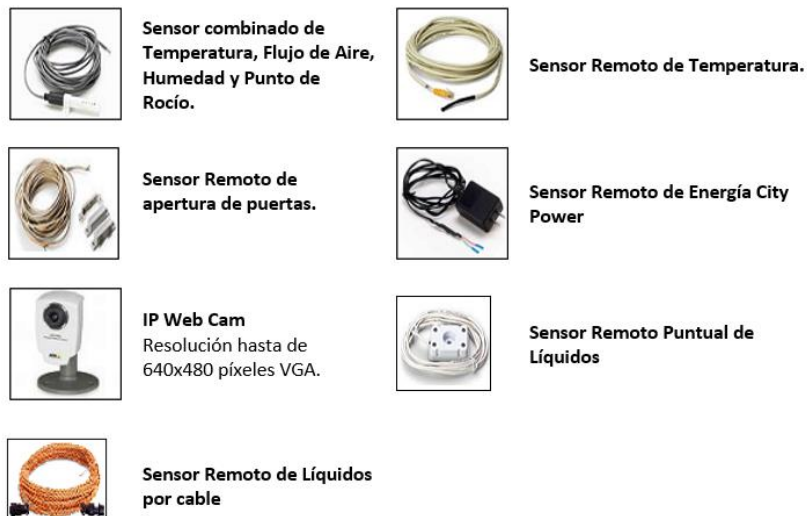 Sensor combinado de
Temperatura, Flujo de Aire,
Humedad y Punto de
Rocío.
Sensor Remoto de Temperatura.
Sensor Remoto de
apertura de puertas.
Sensor Remoto de Energía City
Power
IP Web Cam
Resolución hasta de
640x480 píxeles VGA.
Sensor Remoto Puntual de
Líquidos
Sensor Remoto de Líquidos
por cable